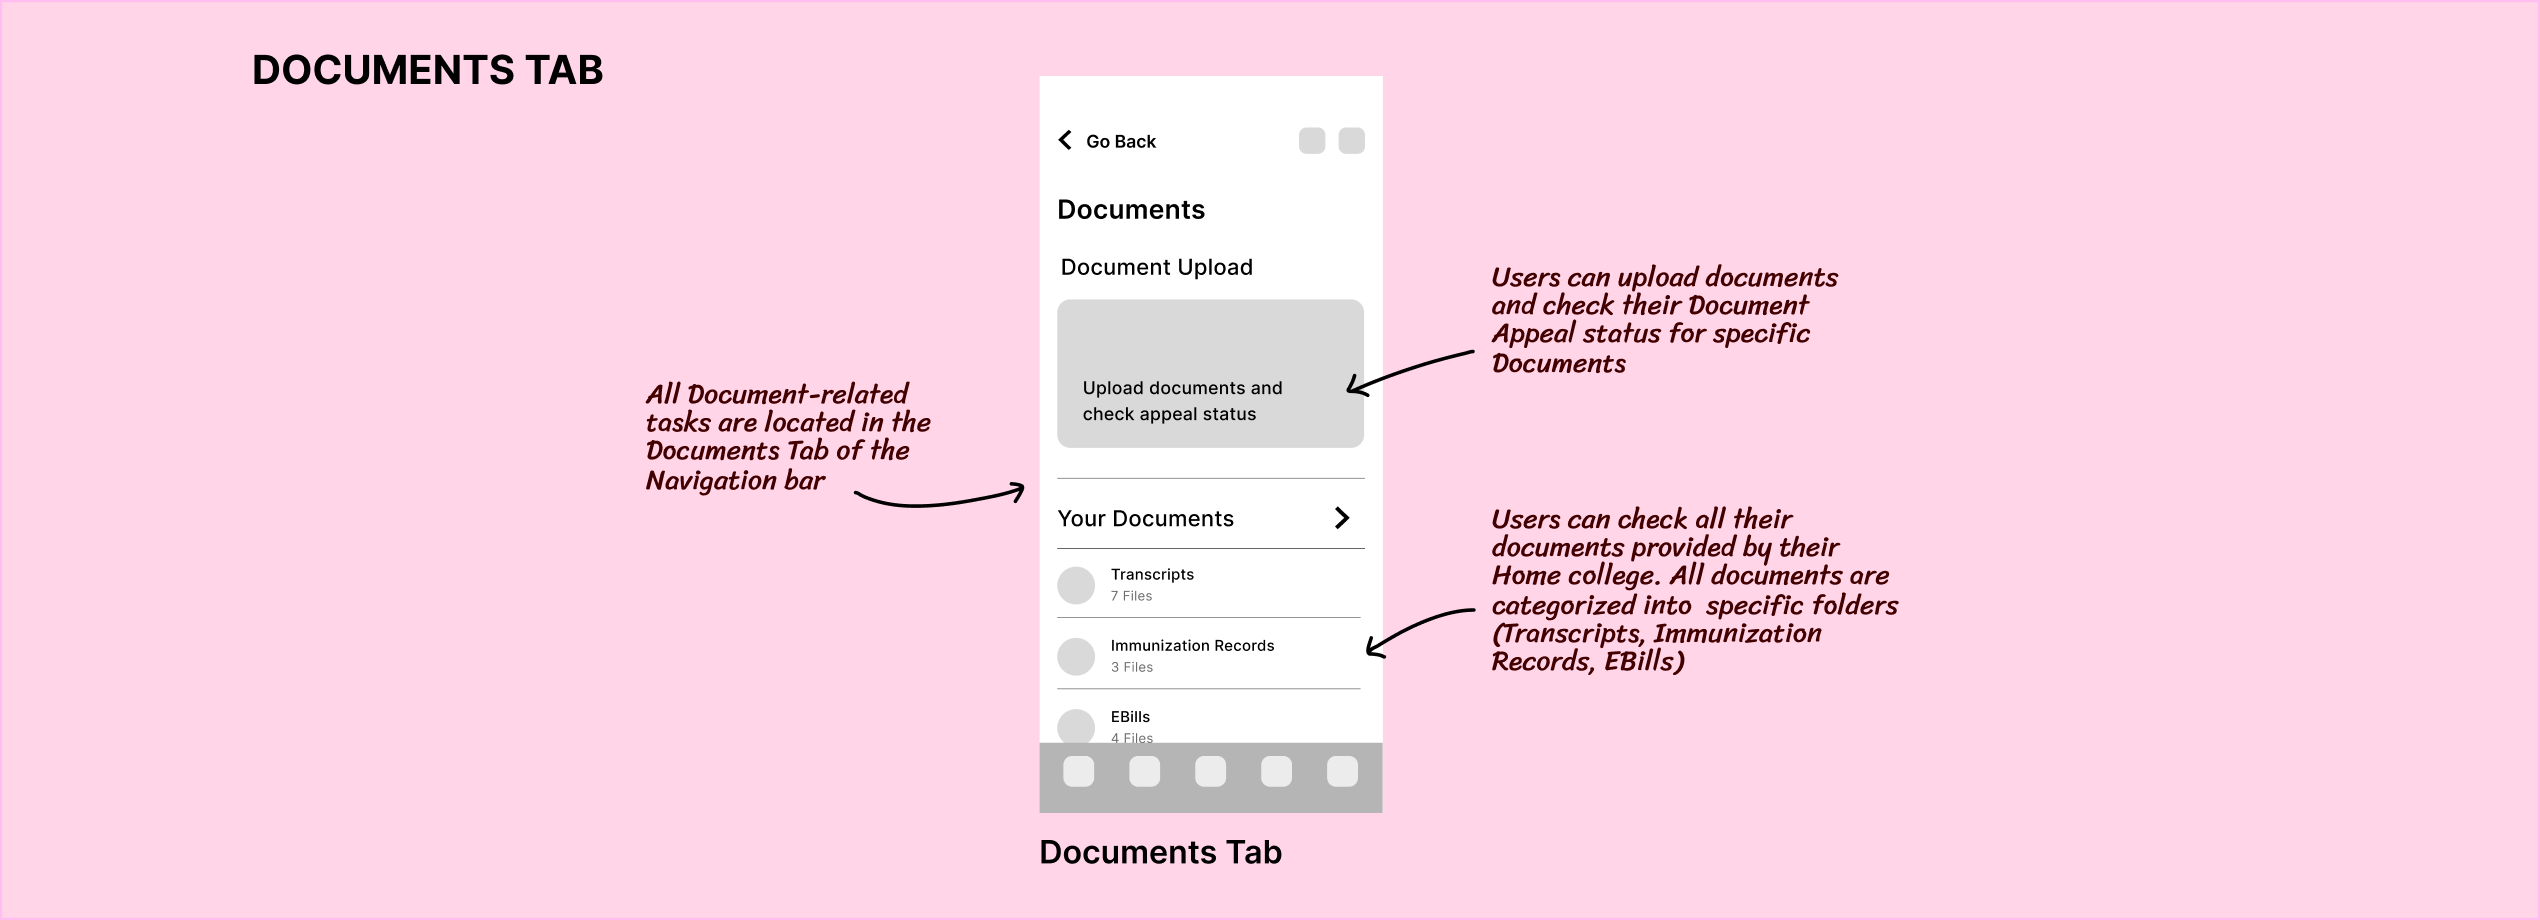 DOCUMENTS TAB
Go Back
Documents
Document Upload
Upload documents and
check appeal status
Your Documents
Transcripts
7 Files
Immunization Records
3 Files
EBills
4 Files
Documents Tab
All Document-related
tasks are located in the
Documents Tab of the
Navigation bar
Users can upload documents
and check their Document
Appeal status for specific
Documents
Users can check all their
documents provided by their
Home college. All documents are
categorized into specific folders
(Transcripts, Immunization
Records, EBills)